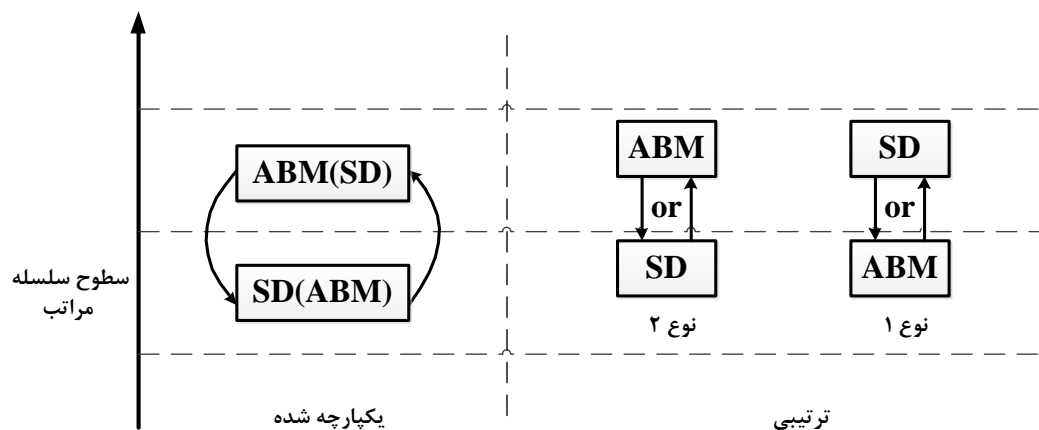 ABM
SD
ABM(SD)
or
or
سطوح سلسله
مراتب
SD(ABM)
SD
ABM
نوع ۲
نوع ۱
یکپارچه شده
ترتیبی